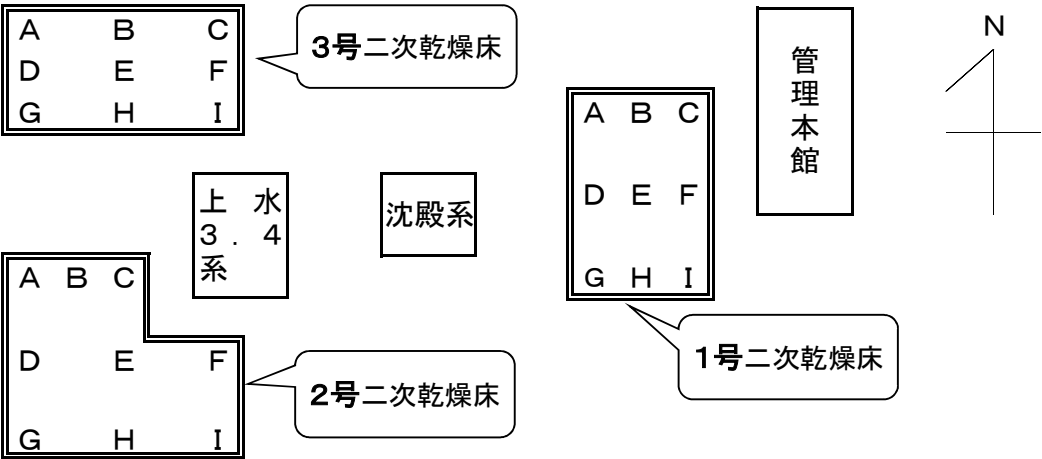 A B C
D E F
G H I
3号二次乾燥床
管理本館
N
A B C
D E F
G H I
上 水
3.4
系
沈殿系
A B C
D E F
G H I
1号二次乾燥床
2号二次乾燥床